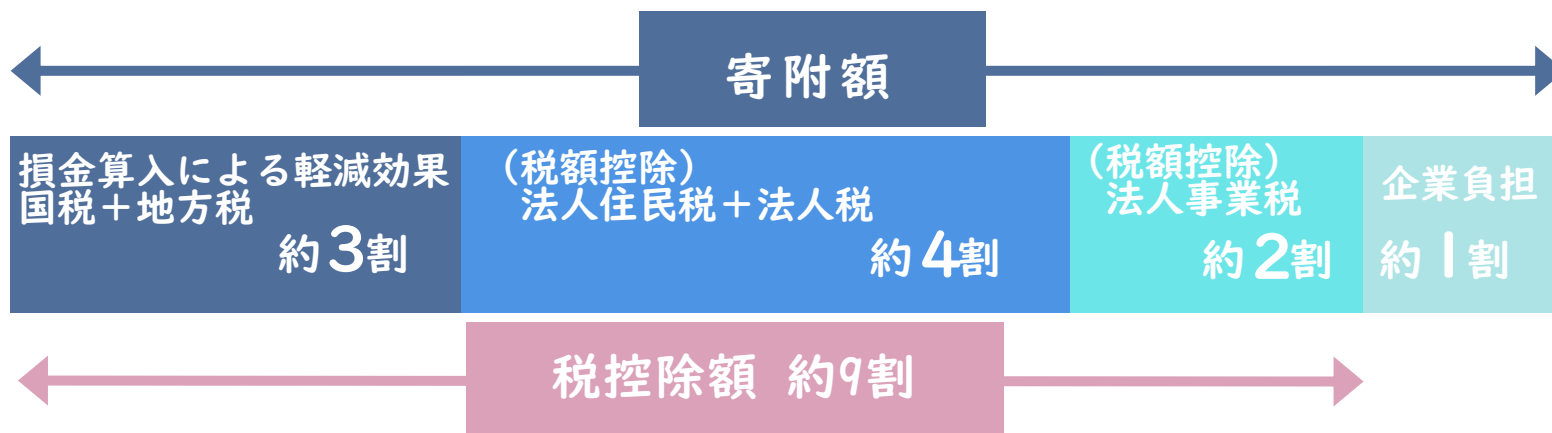 寄附額
損金算入による軽減効果
国税＋地方税
約3割
（税額控除）
法人住民税＋法人税
約4割
（税額控除）
法人事業税
約2割
企業負担
約1割
税控除額 約9割